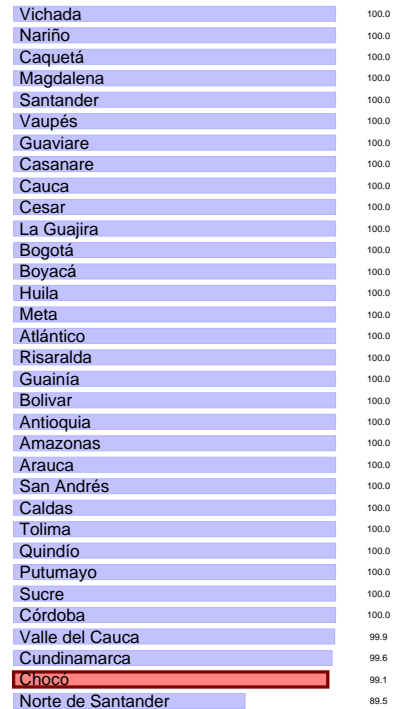 Vichada 100.0
Nariño 100.0
Caquetá 100.0
Magdalena 100.0
Santander 100.0
Vaupés 100.0
Guaviare 100.0
Casanare 100.0
Cauca 100.0
Cesar 100.0
La Guajira 100.0
Bogotá 100.0
Boyacá 100.0
Huila 100.0
Meta 100.0
Atlántico 100.0
Risaralda 100.0
Guainía 100.0
Bolivar 100.0
Antioquia 100.0
Amazonas 100.0
Arauca 100.0
San Andrés 100.0
Caldas 100.0
Tolima 100.0
Quindío 100.0
Putumayo 100.0
Sucre 100.0
Córdoba 100.0
Valle del Cauca 99.9
Cundinamarca 99.6
Chocó 99.1
Norte de Santander 89.5